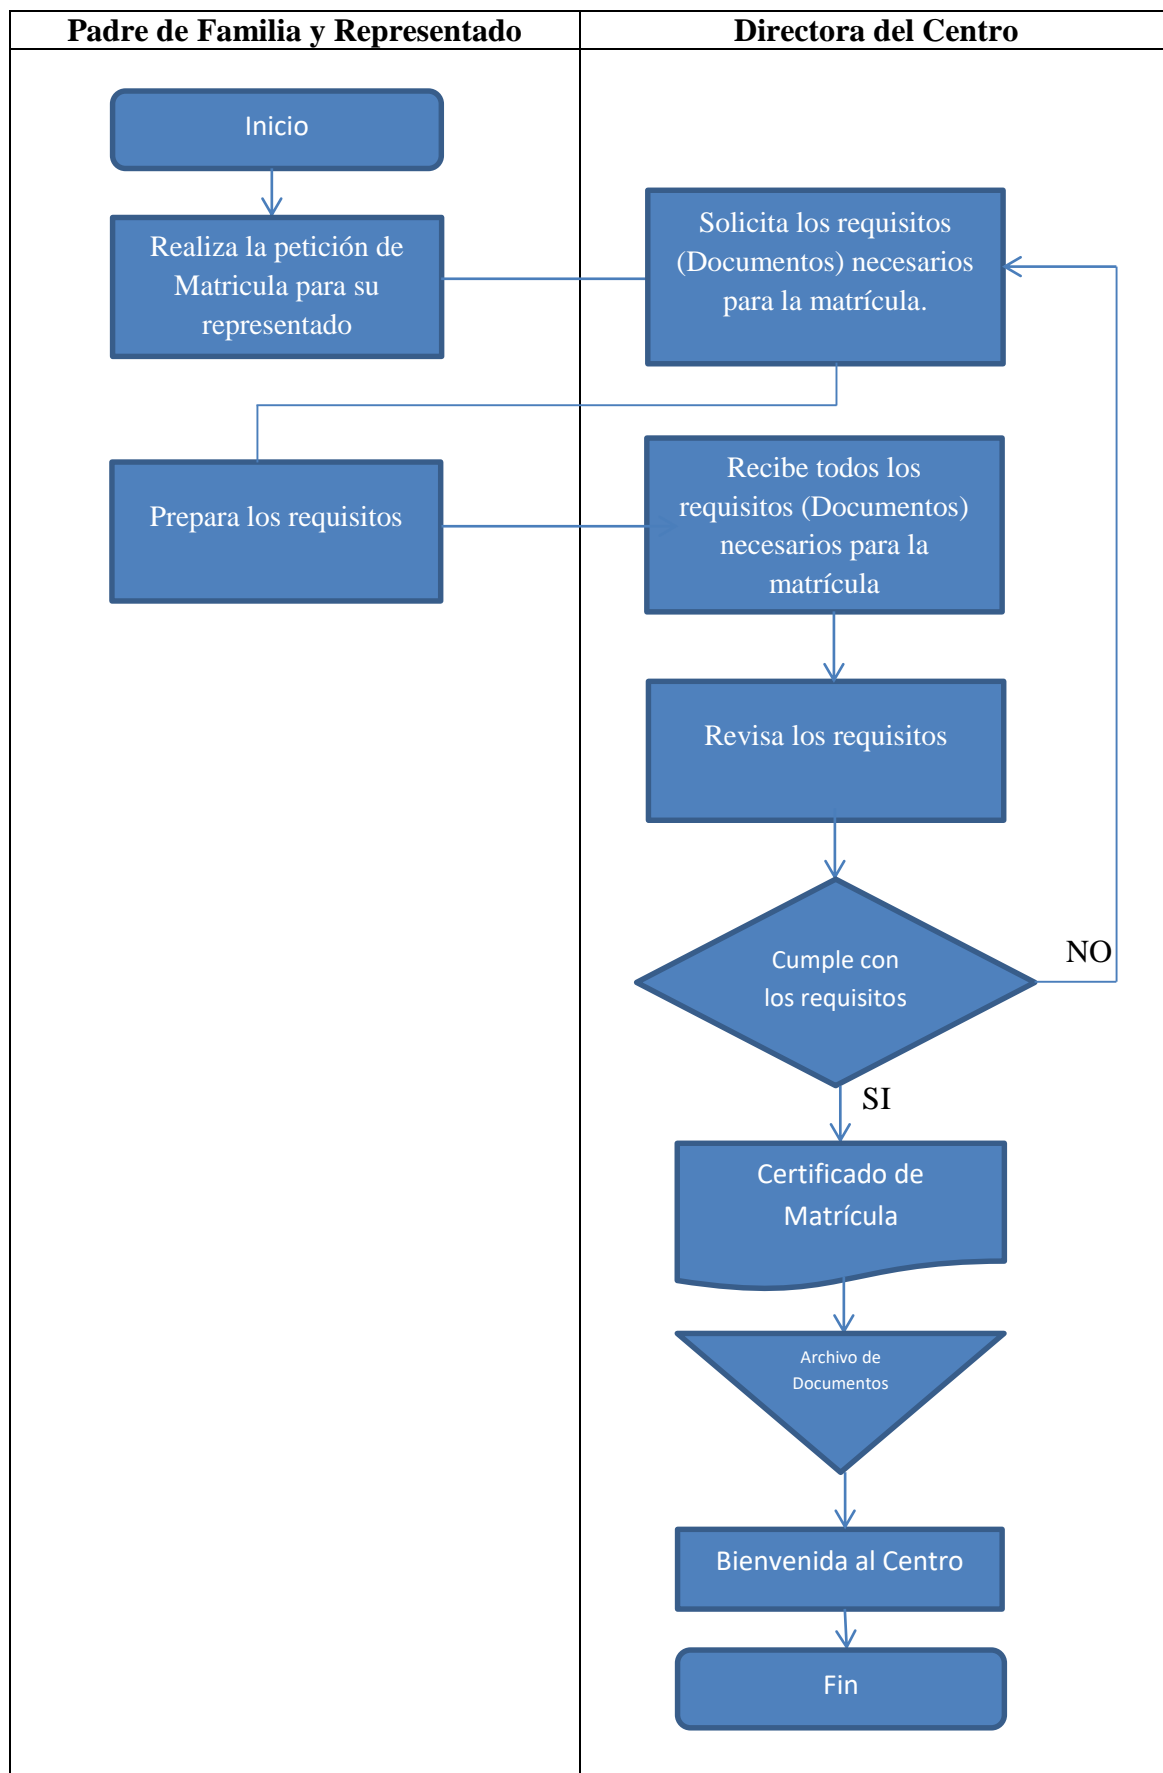 Padre de Familia y Representado
Directora del Centro
Inicio
Realiza la petición de
Matricula para su
representado
Solicita los requisitos
(Documentos) necesarios
para la matrícula.
Prepara los requisitos
Recibe todos los
requisitos (Documentos)
necesarios para la
matrícula
Revisa los requisitos
Cumple con
los requisitos
NO
SI
Certificado de
Matrícula
Archivo de
Documentos
Bienvenida al Centro
Fin